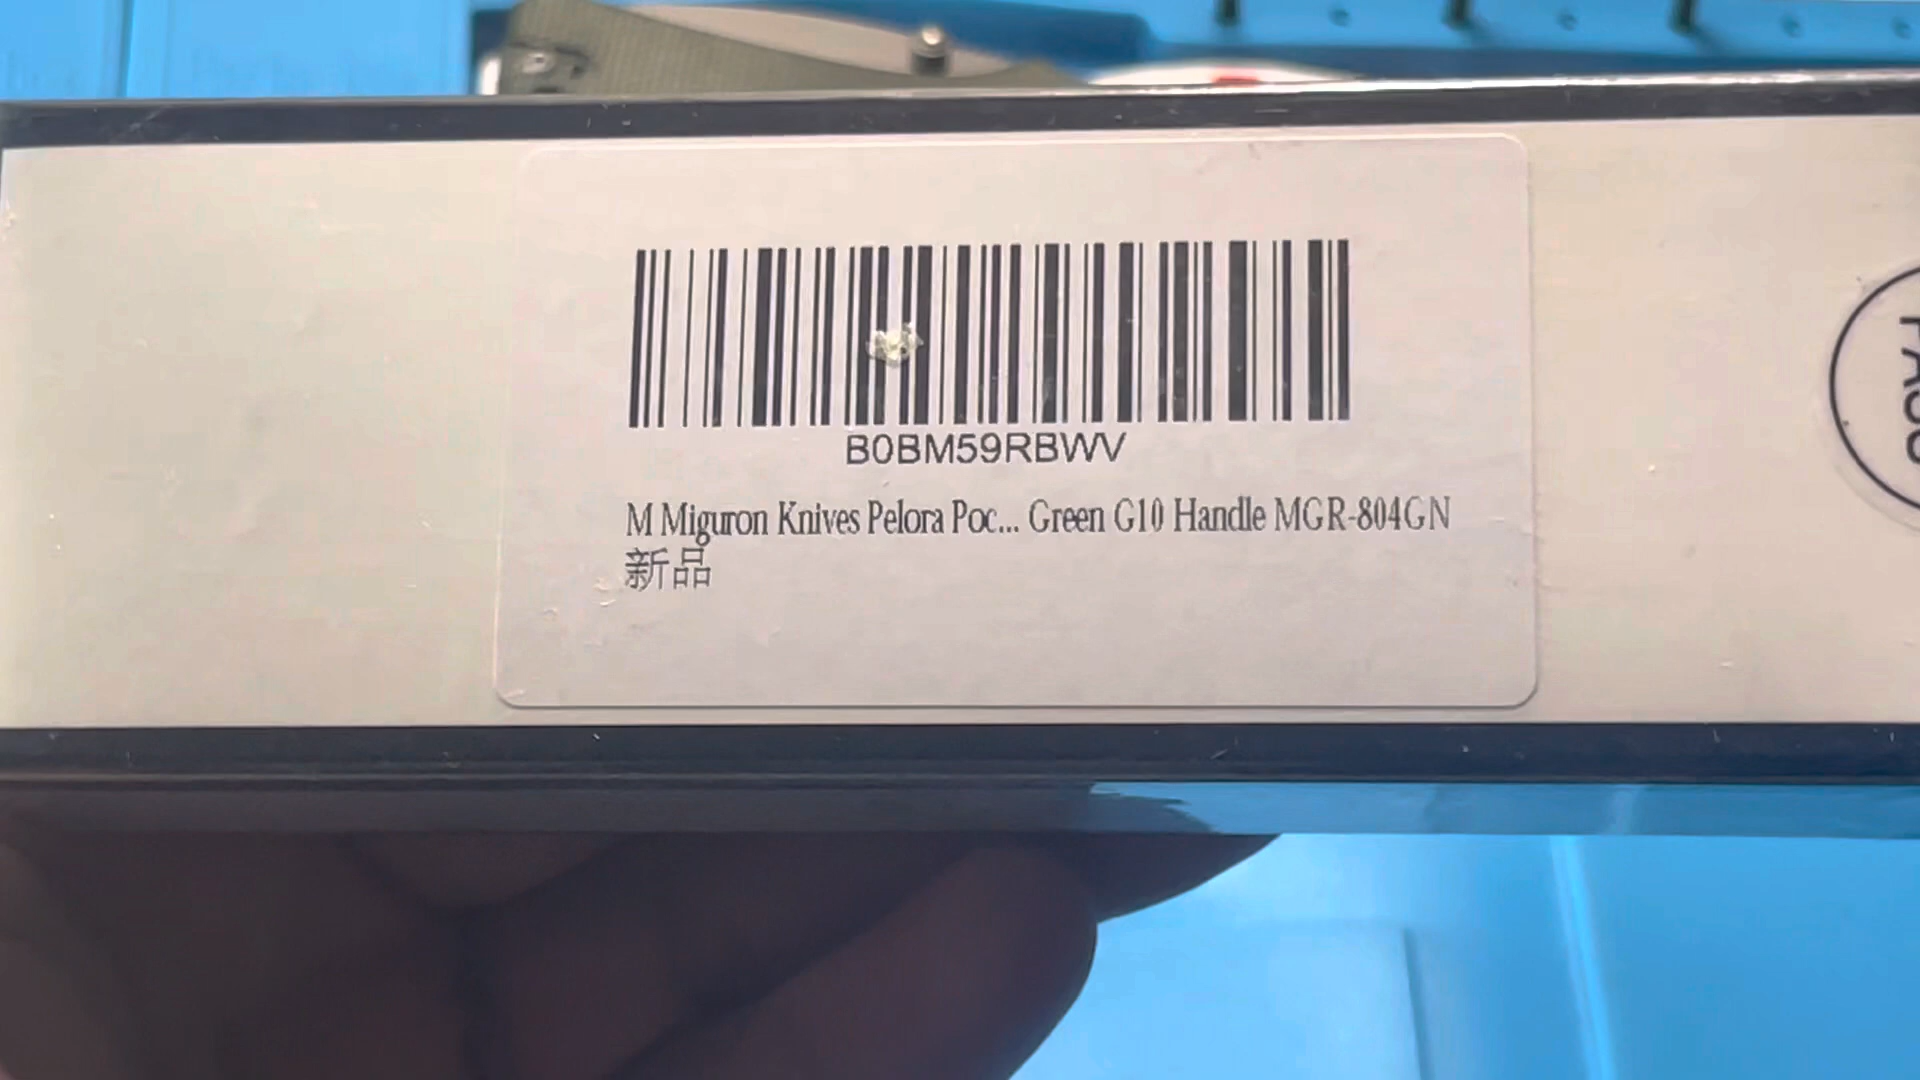 B0BM59RBWV
M Miguron Knives Pelora Poc... Green G10 Handle MGR-804GN
新品